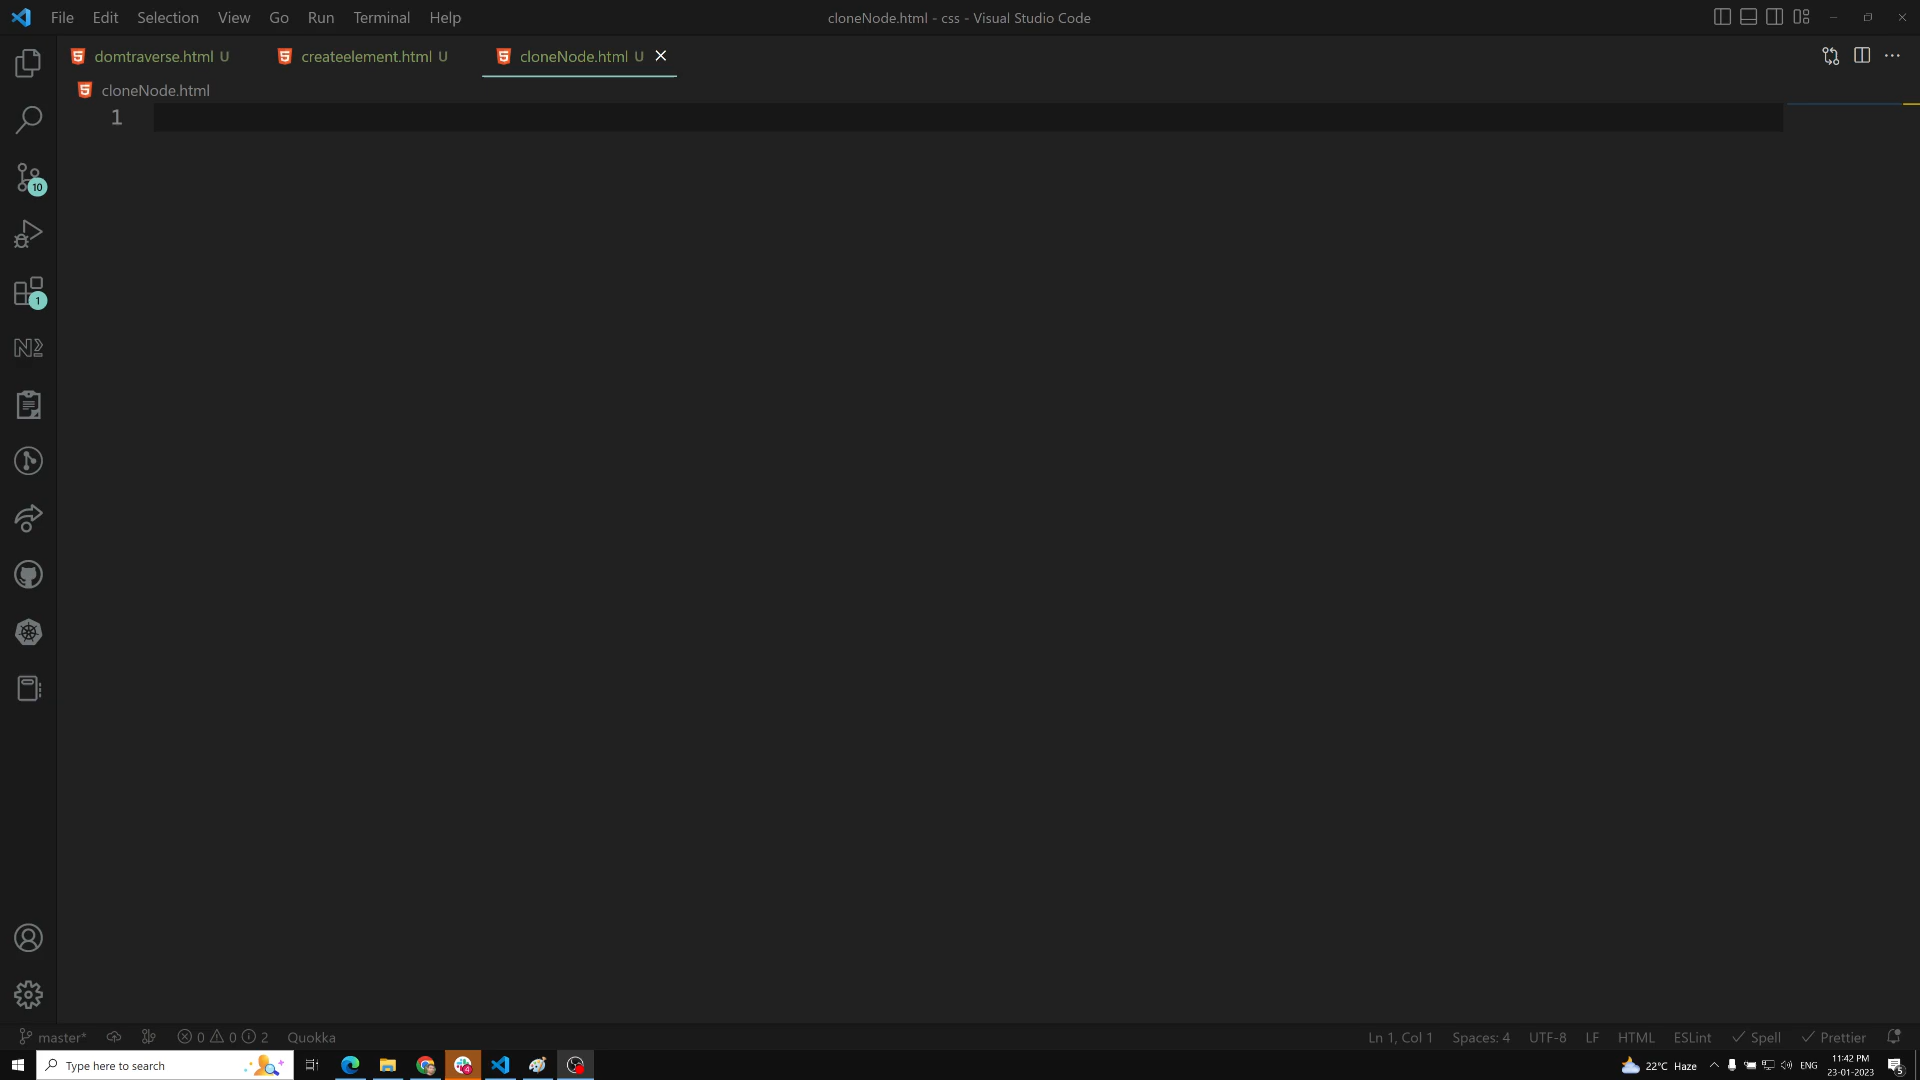 File Edit Selection View Go Run Terminal Help
cloneNode.html - css - Visual Studio Code
domtraverse.html U
createelement.html U
cloneNode.html U
cloneNode.html
1
10
1
master*
0 0 2
Quokka
Ln 1, Col 1
Spaces: 4
UTF-8
LF
HTML
ESLint
Spell
Prettier
Type here to search
4
22°C Haze
ENG
11:42 PM
23-01-2023
5